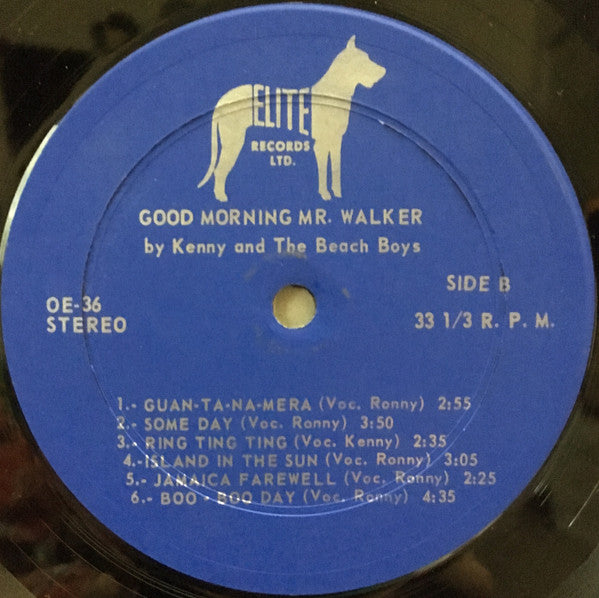 ELITE
RECORDS
LTD.
GOOD MORNING MR. WALKER
by Kenny and The Beach Boys
SIDE B
OE-36
STEREO
33 1/3 R. P. M.
1.- GUAN-TA-NA-MERA (Voc. Ronny) 2:55
2.- SOME DAY (Voc. Ronny) 3:50
3.- RING TING TING (Voc. Kenny) 2:35
4.-ISLAND IN THE SUN (Voc. Ronny) 3:05
5.- JAMAICA FAREWELL (Voc. Ronny) 2:25
6.- BOO - BOO DAY (Voc. Ronny) 4:35